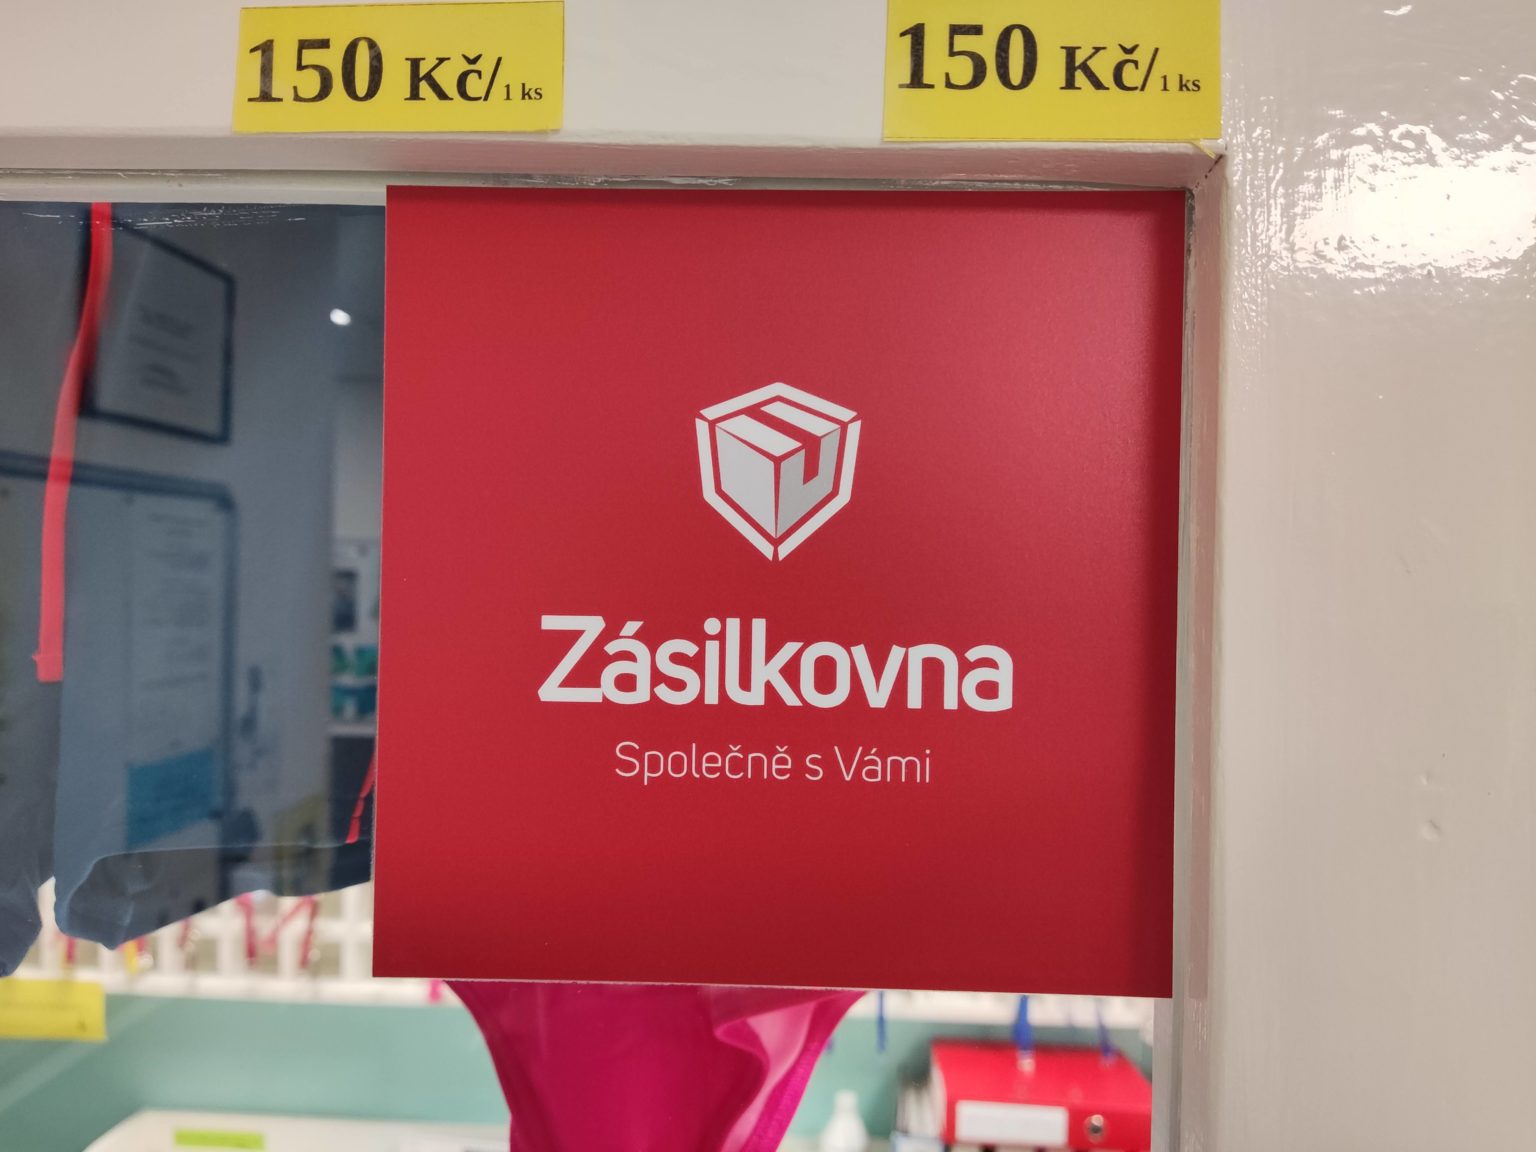 150 Kč/1 ks
150 Kč/1 ks
Zásilkovna
Společně s Vámi